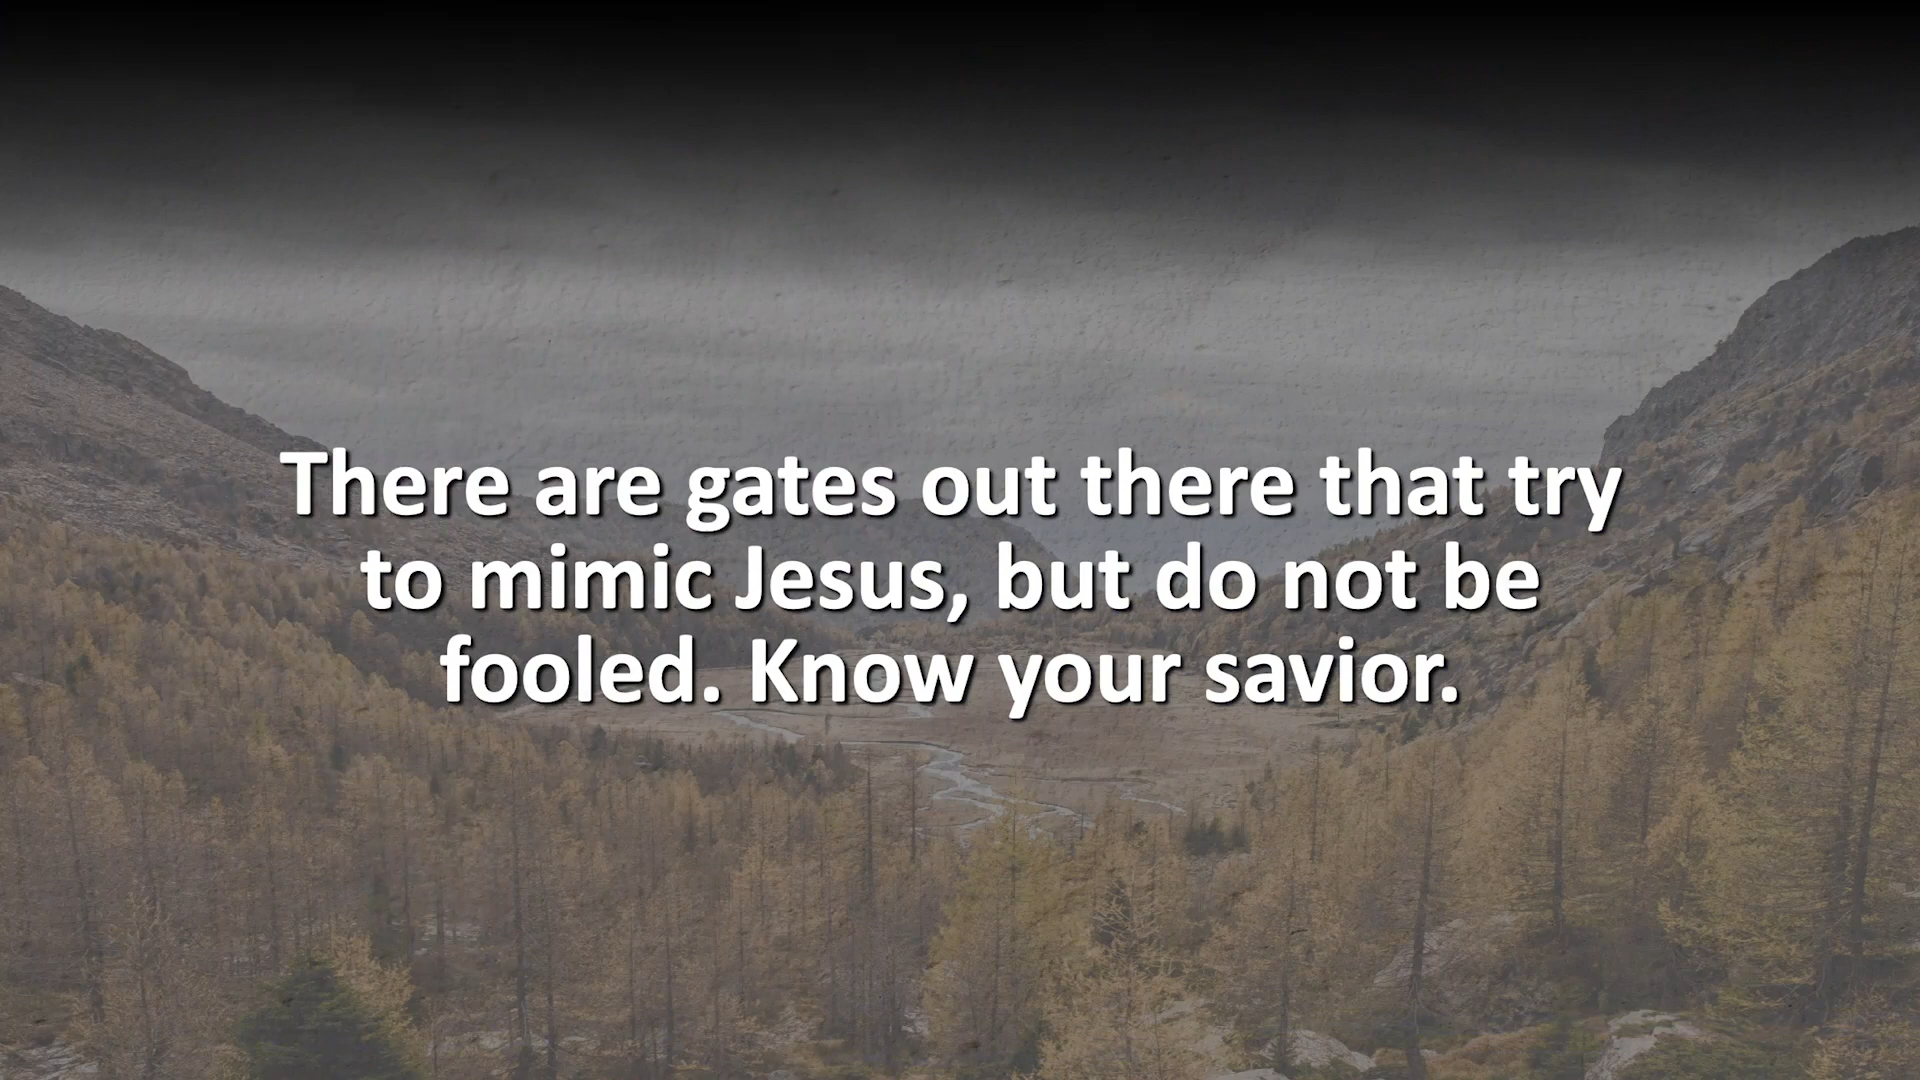 There are gates out there that try
to mimic Jesus, but do not be
fooled. Know your savior.